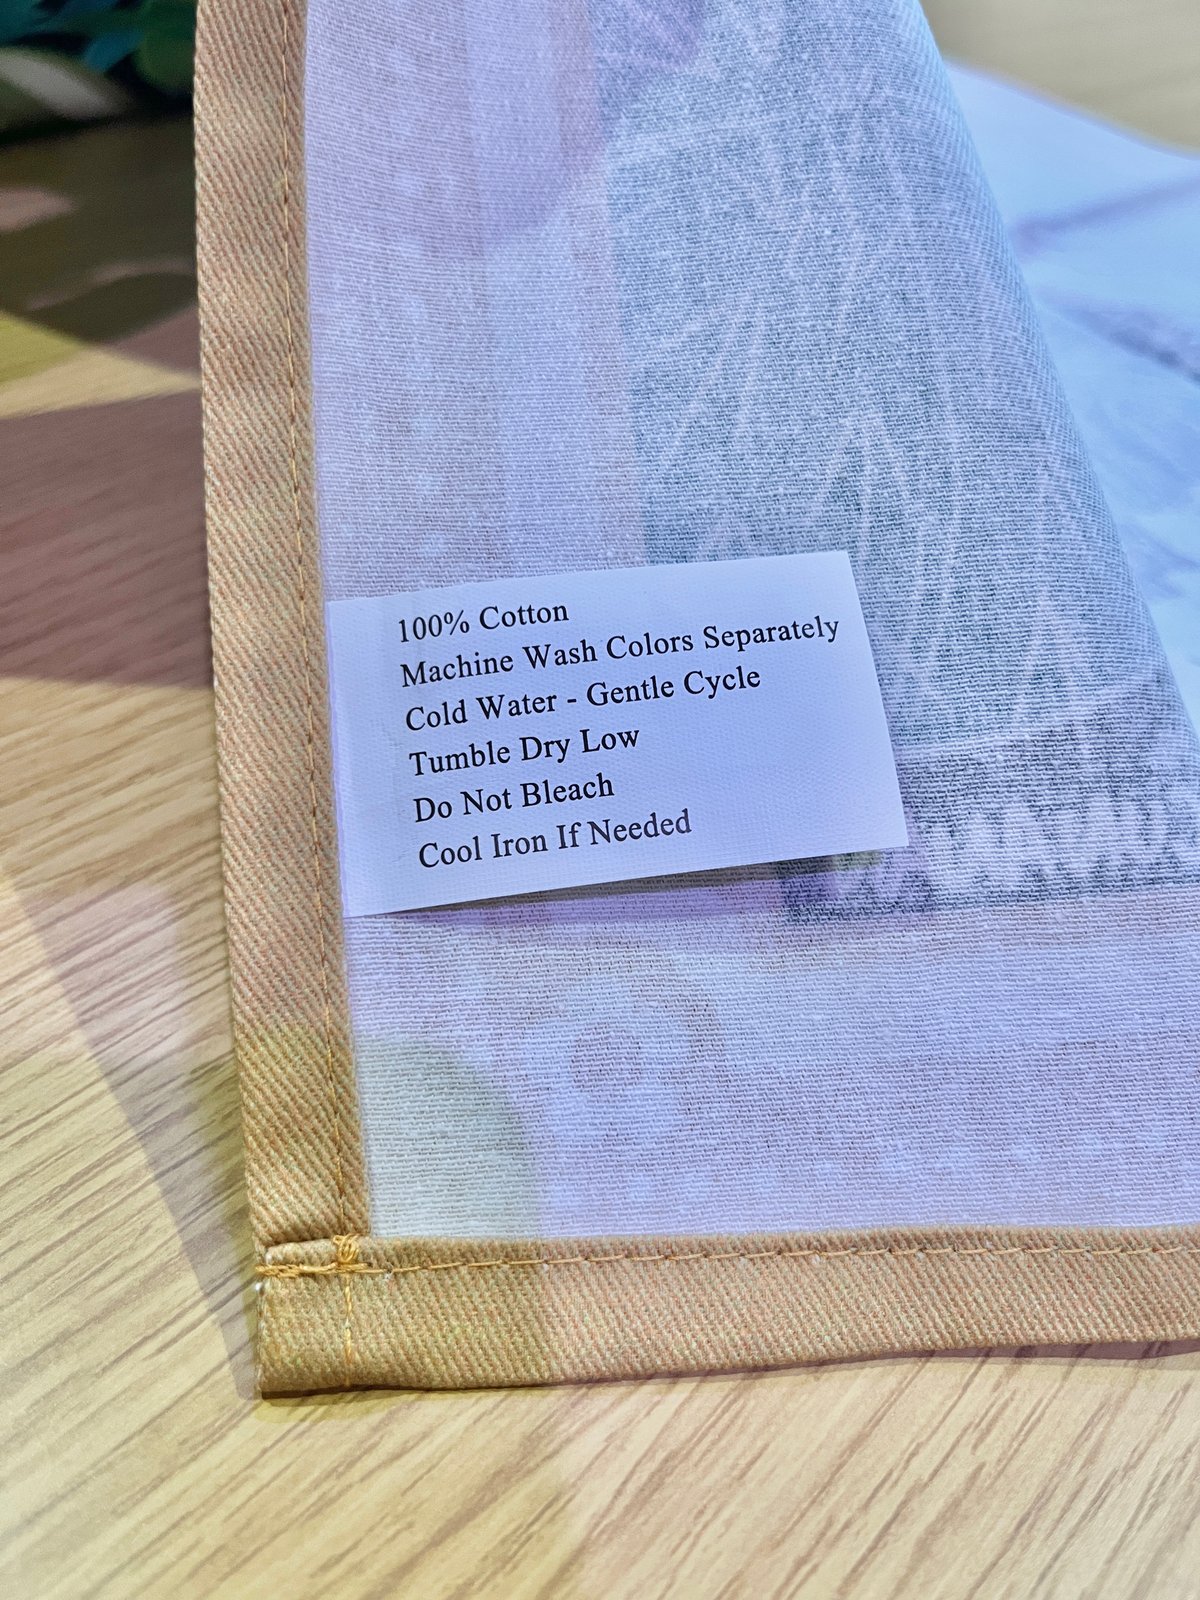 100% Cotton
Machine Wash Colors Separately
Cold Water - Gentle Cycle
Tumble Dry Low
Do Not Bleach
Cool Iron If Needed